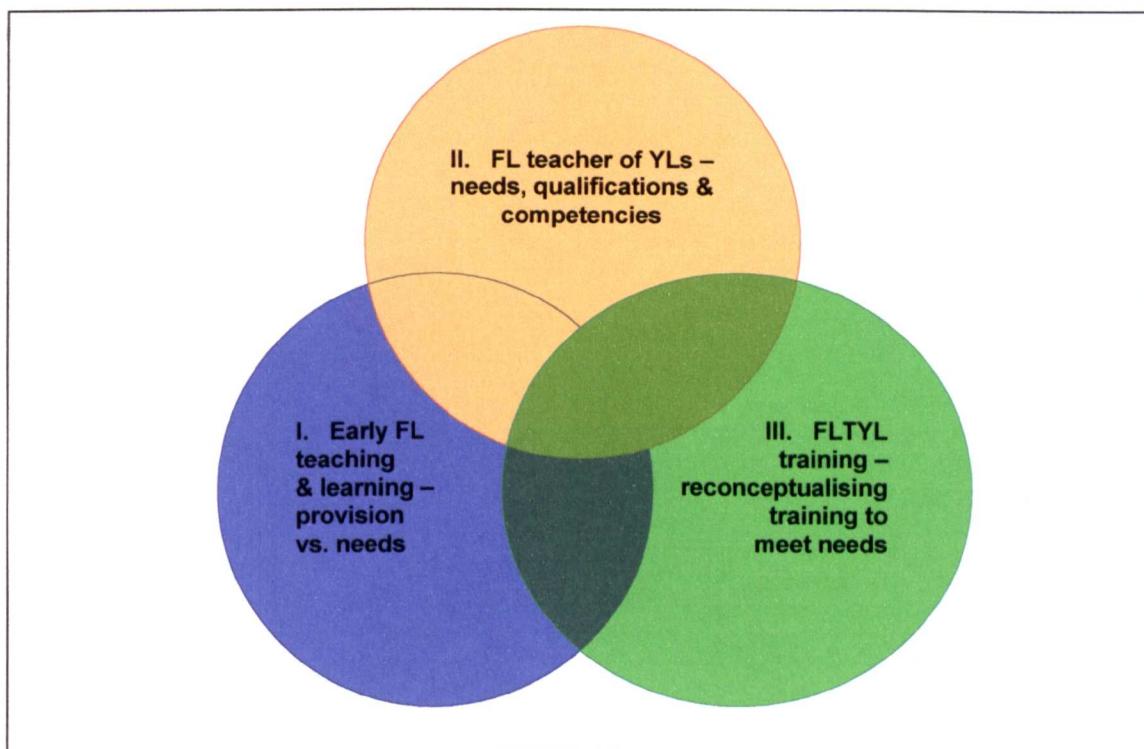 II. FL teacher of YLs –
needs, qualifications &
competencies
I. Early FL
teaching
& learning –
provision
vs. needs
III. FLTYL
training –
reconceptualising
training to
meet needs